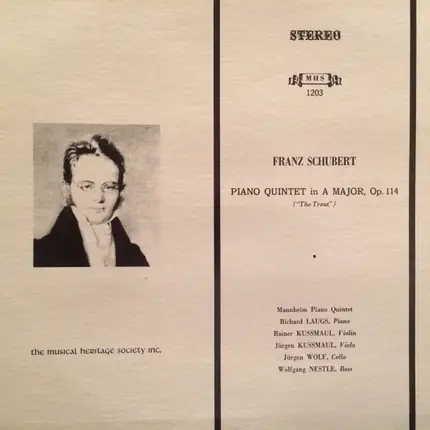 STEREO
MHS
1203
FRANZ SCHUBERT
PIANO QUINTET in A MAJOR, Op. 114
("The Trout")
Mannheim Piano Quintet
Richard LAUGS, Piano
Rainer KUSSMAUL, Violin
Jürgen KUSSMAUL, Viola
Jürgen WOLF, Cello
Wolfgang NESTLE, Bass
the musical heritage society inc.